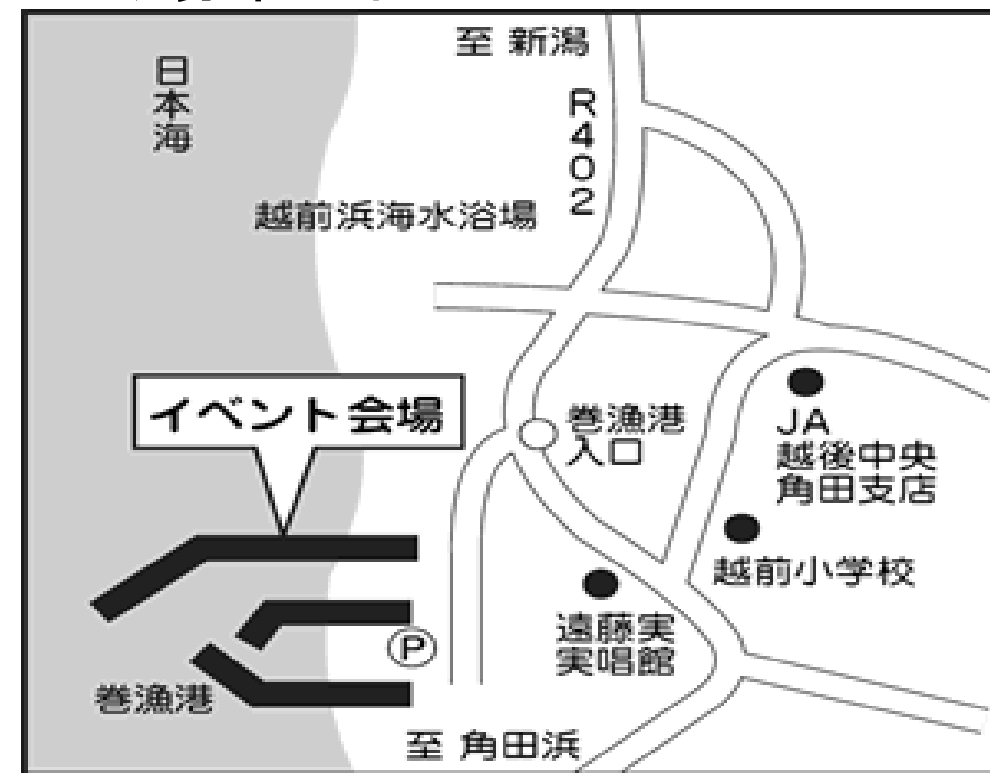 至 新潟
日本海
R402
越前浜海水浴場
イベント会場
巻漁港
入口
JA
越後中央
角田支店
越前小学校
遠藤実
実唱館
P
巻漁港
至 角田浜